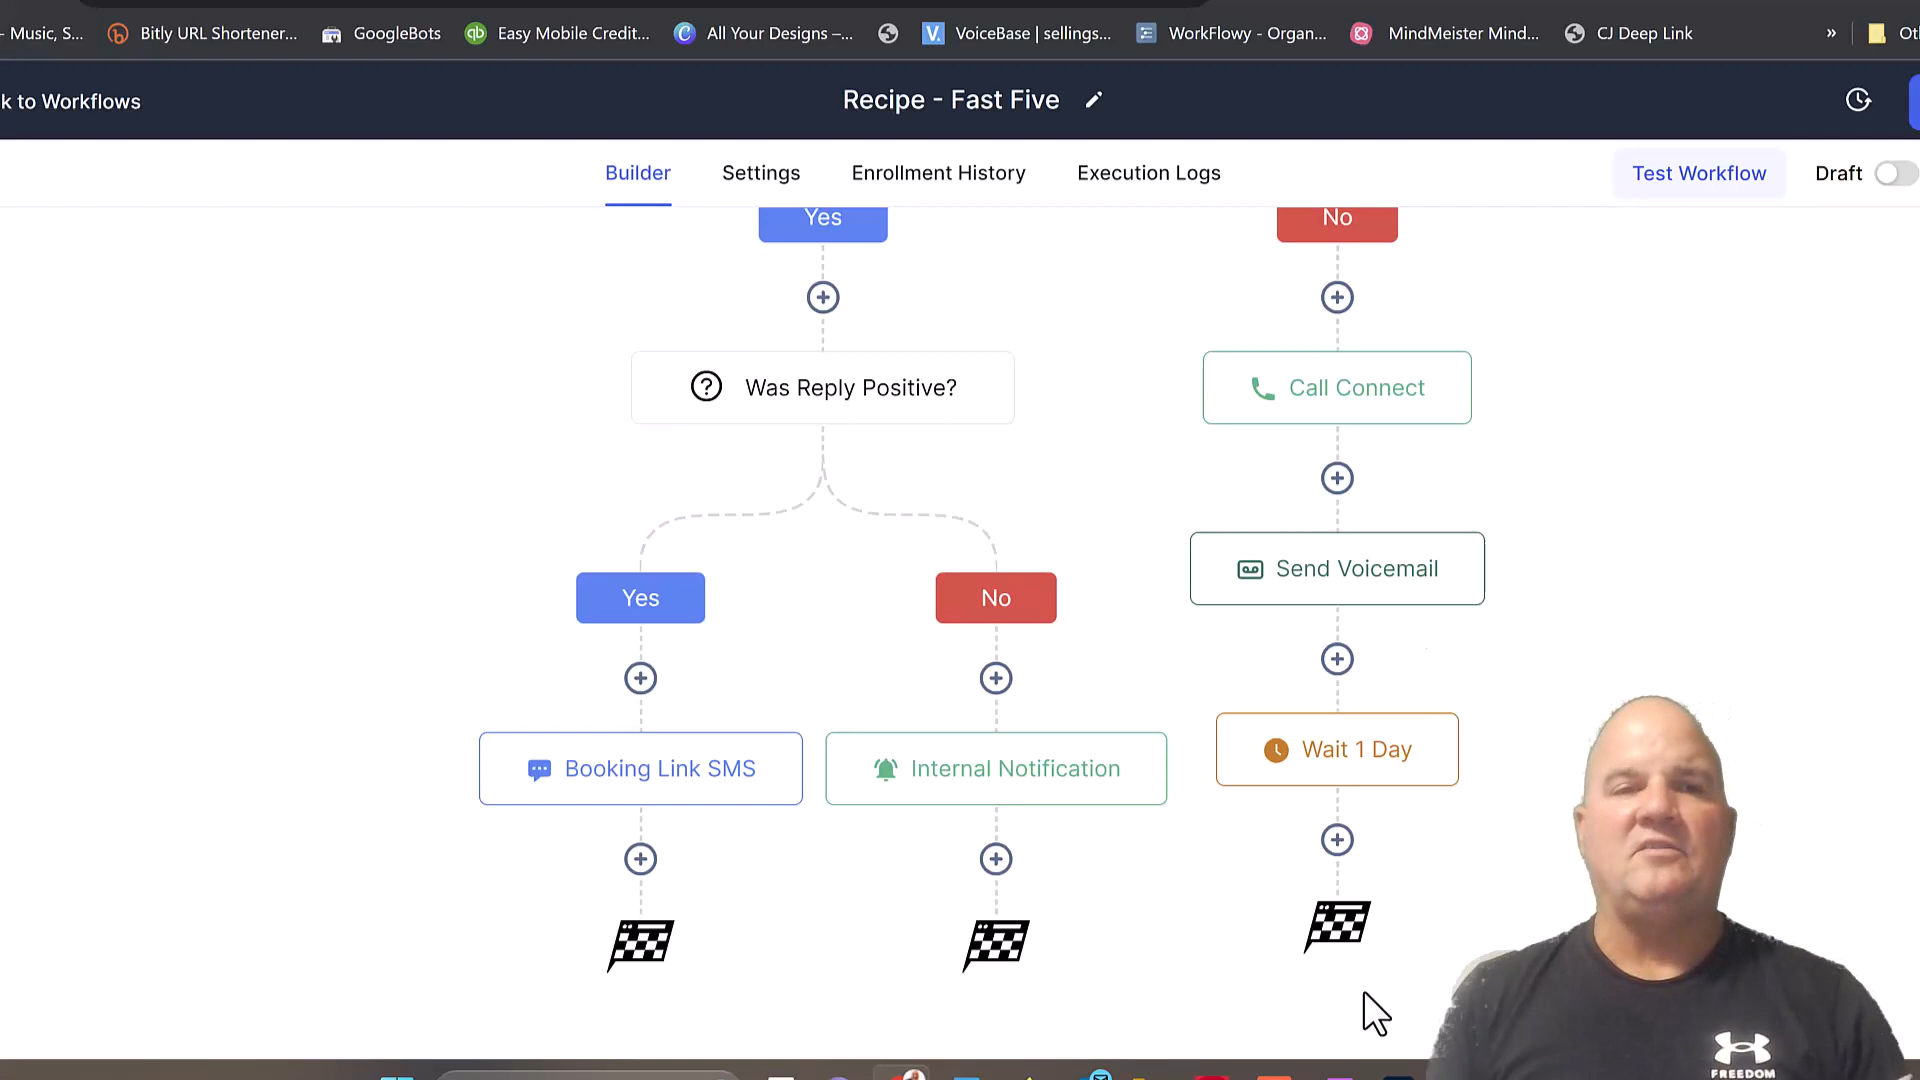 - Music, S...
Bitly URL Shortener...
GoogleBots
Easy Mobile Credit...
All Your Designs –...
VoiceBase | sellings...
WorkFlowy - Organ...
MindMeister Mind...
CJ Deep Link
»
k to Workflows
Recipe - Fast Five
Builder
Settings
Enrollment History
Execution Logs
Test Workflow
Draft
Yes
No
Was Reply Positive?
Call Connect
Send Voicemail
Yes
No
Wait 1 Day
Booking Link SMS
Internal Notification
FREEDOM